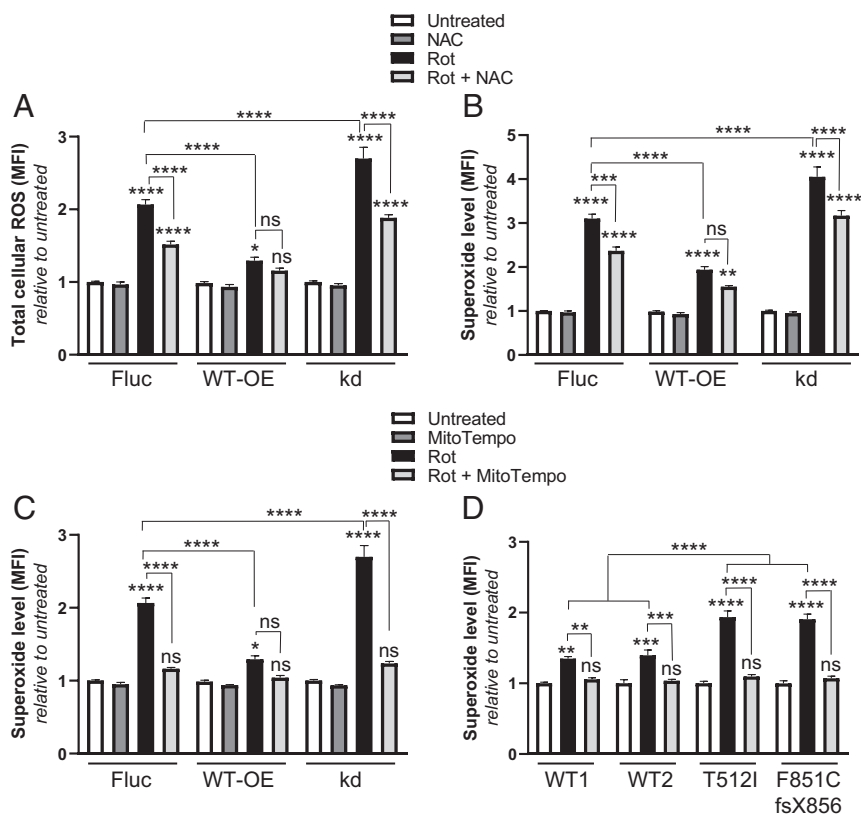 Untreated
NAC
Rot
Rot + NAC
A
Total cellular ROS (MFI)
relative to untreated
3
2
1
0
****
****
****
****
****
****
*
ns
ns
****
****
****
Fluc
WT-OE
kd
B
Superoxide level (MFI)
relative to untreated
5
4
3
2
1
0
****
****
***
****
****
ns
****
**
****
****
****
Fluc
WT-OE
kd
Untreated
MitoTempo
Rot
Rot + MitoTempo
C
Superoxide level (MFI)
relative to untreated
3
2
1
0
****
****
****
****
ns
ns
*
ns
****
****
ns
Fluc
WT-OE
kd
D
Superoxide level (MFI)
relative to untreated
3
2
1
0
****
**
**
ns
***
***
ns
****
****
ns
****
****
ns
WT1
WT2
T512I
F851C
fsX856